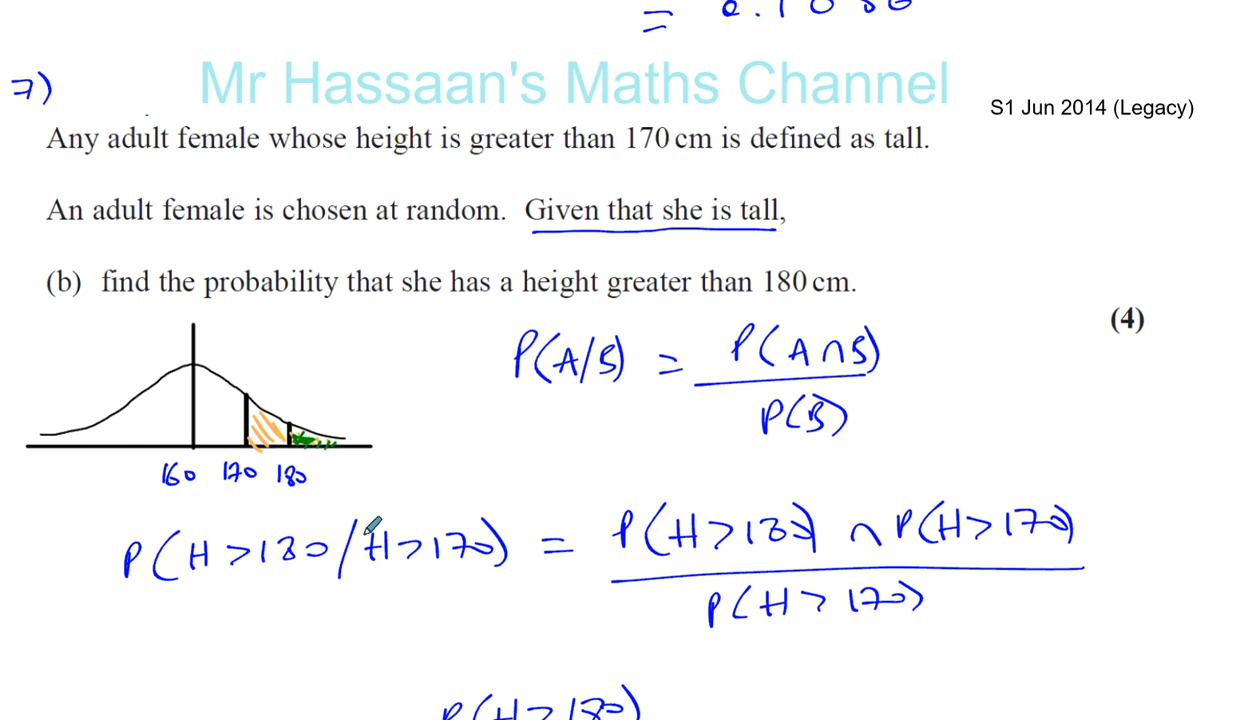 7)
Mr Hassaan's Maths Channel
S1 Jun 2014 (Legacy)
Any adult female whose height is greater than 170 cm is defined as tall.
An adult female is chosen at random. Given that she is tall,
(b) find the probability that she has a height greater than 180 cm.
(4)
P(A/B) = P(A∩B)
P(B)
160 170 180
P(H>180/H>170) = P(H>180) ∩ P(H>170)
P(H>170)
P(H>180)